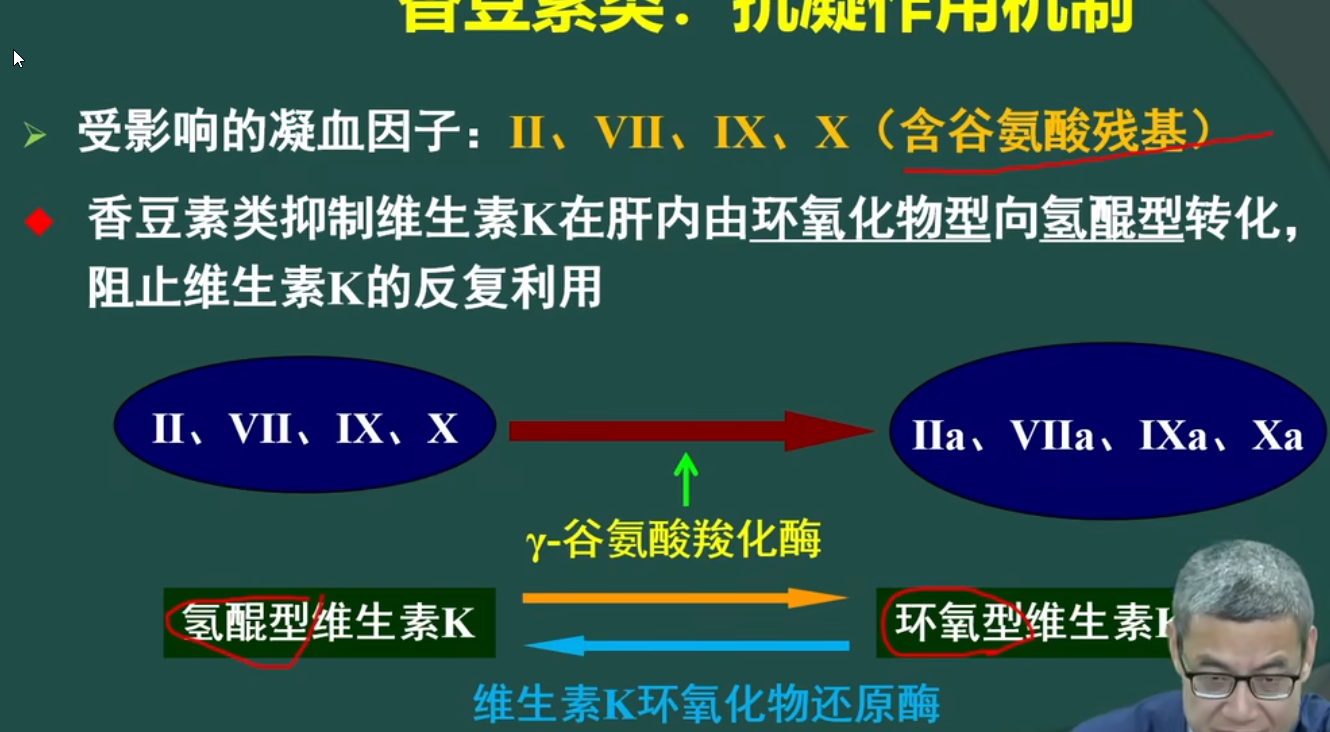 香豆素类：抗凝作用机制
受影响的凝血因子：II、VII、IX、X（含谷氨酸残基）
香豆素类抑制维生素K在肝内由环氧化物型向氢醌型转化，
阻止维生素K的反复利用
II、VII、IX、X
IIa、VIIa、IXa、Xa
γ-谷氨酸羧化酶
氢醌型维生素K
环氧型维生素K
维生素K环氧化物还原酶